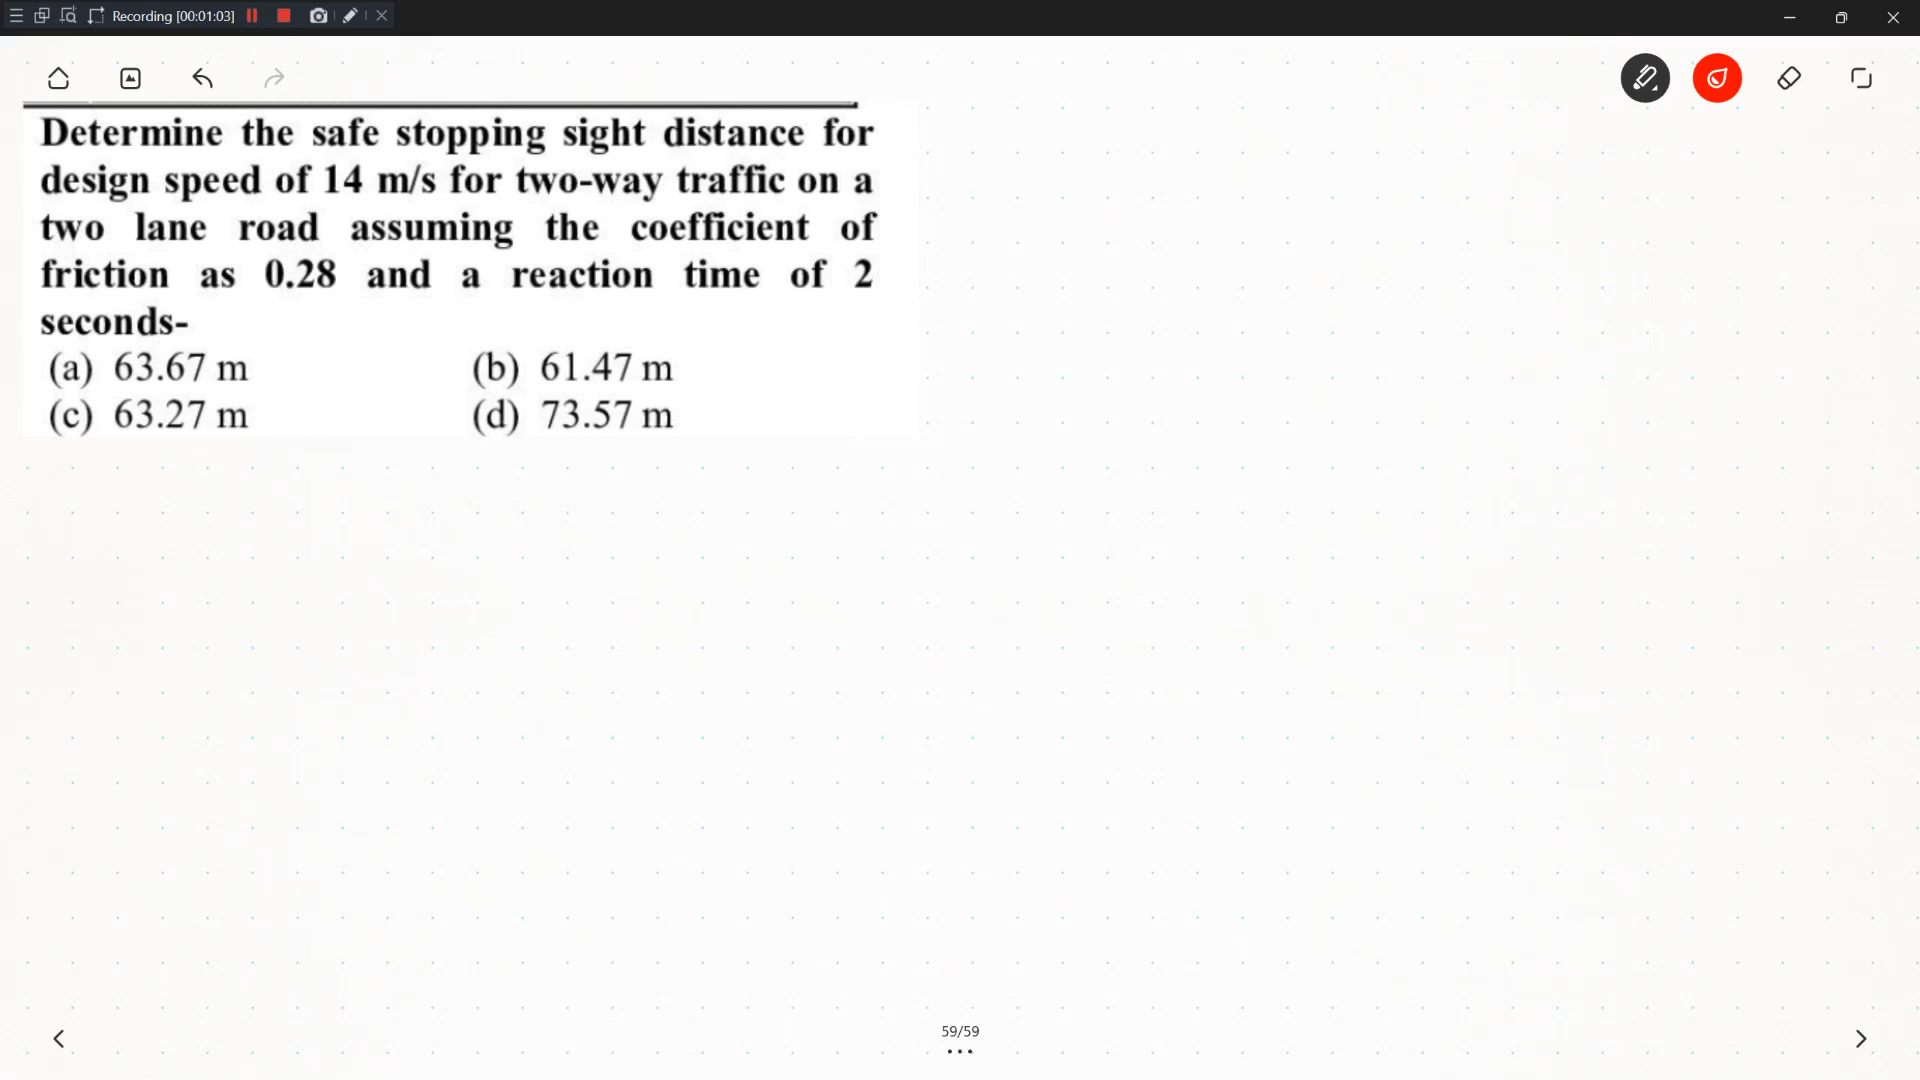 Recording [00:01:03]
Determine the safe stopping sight distance for
design speed of 14 m/s for two-way traffic on a
two lane road assuming the coefficient of
friction as 0.28 and a reaction time of 2
seconds-
(a) 63.67 m (b) 61.47 m
(c) 63.27 m (d) 73.57 m
59/59